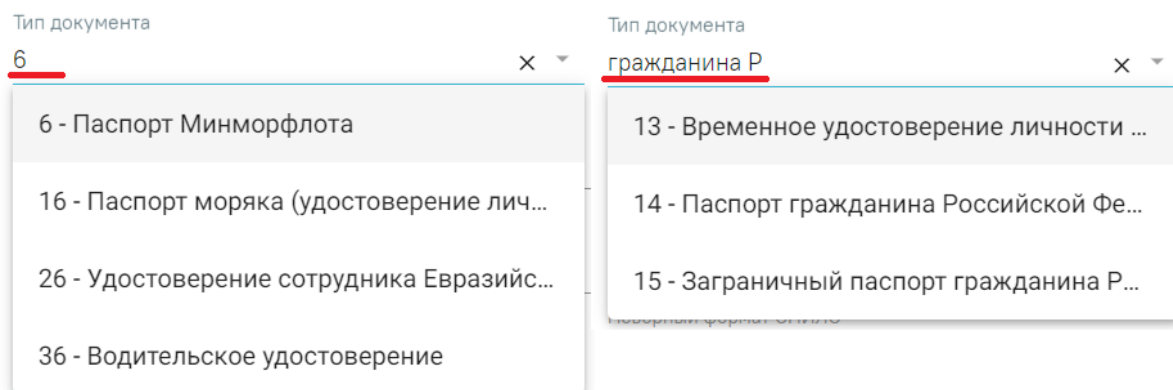 Тип документа
6
6 - Паспорт Минморфлота
16 - Паспорт моряка (удостоверение лич...
26 - Удостоверение сотрудника Евразийс...
36 - Водительское удостоверение
Тип документа
гражданина Р
13 - Временное удостоверение личности ...
14 - Паспорт гражданина Российской Фе...
15 - Заграничный паспорт гражданина Р...